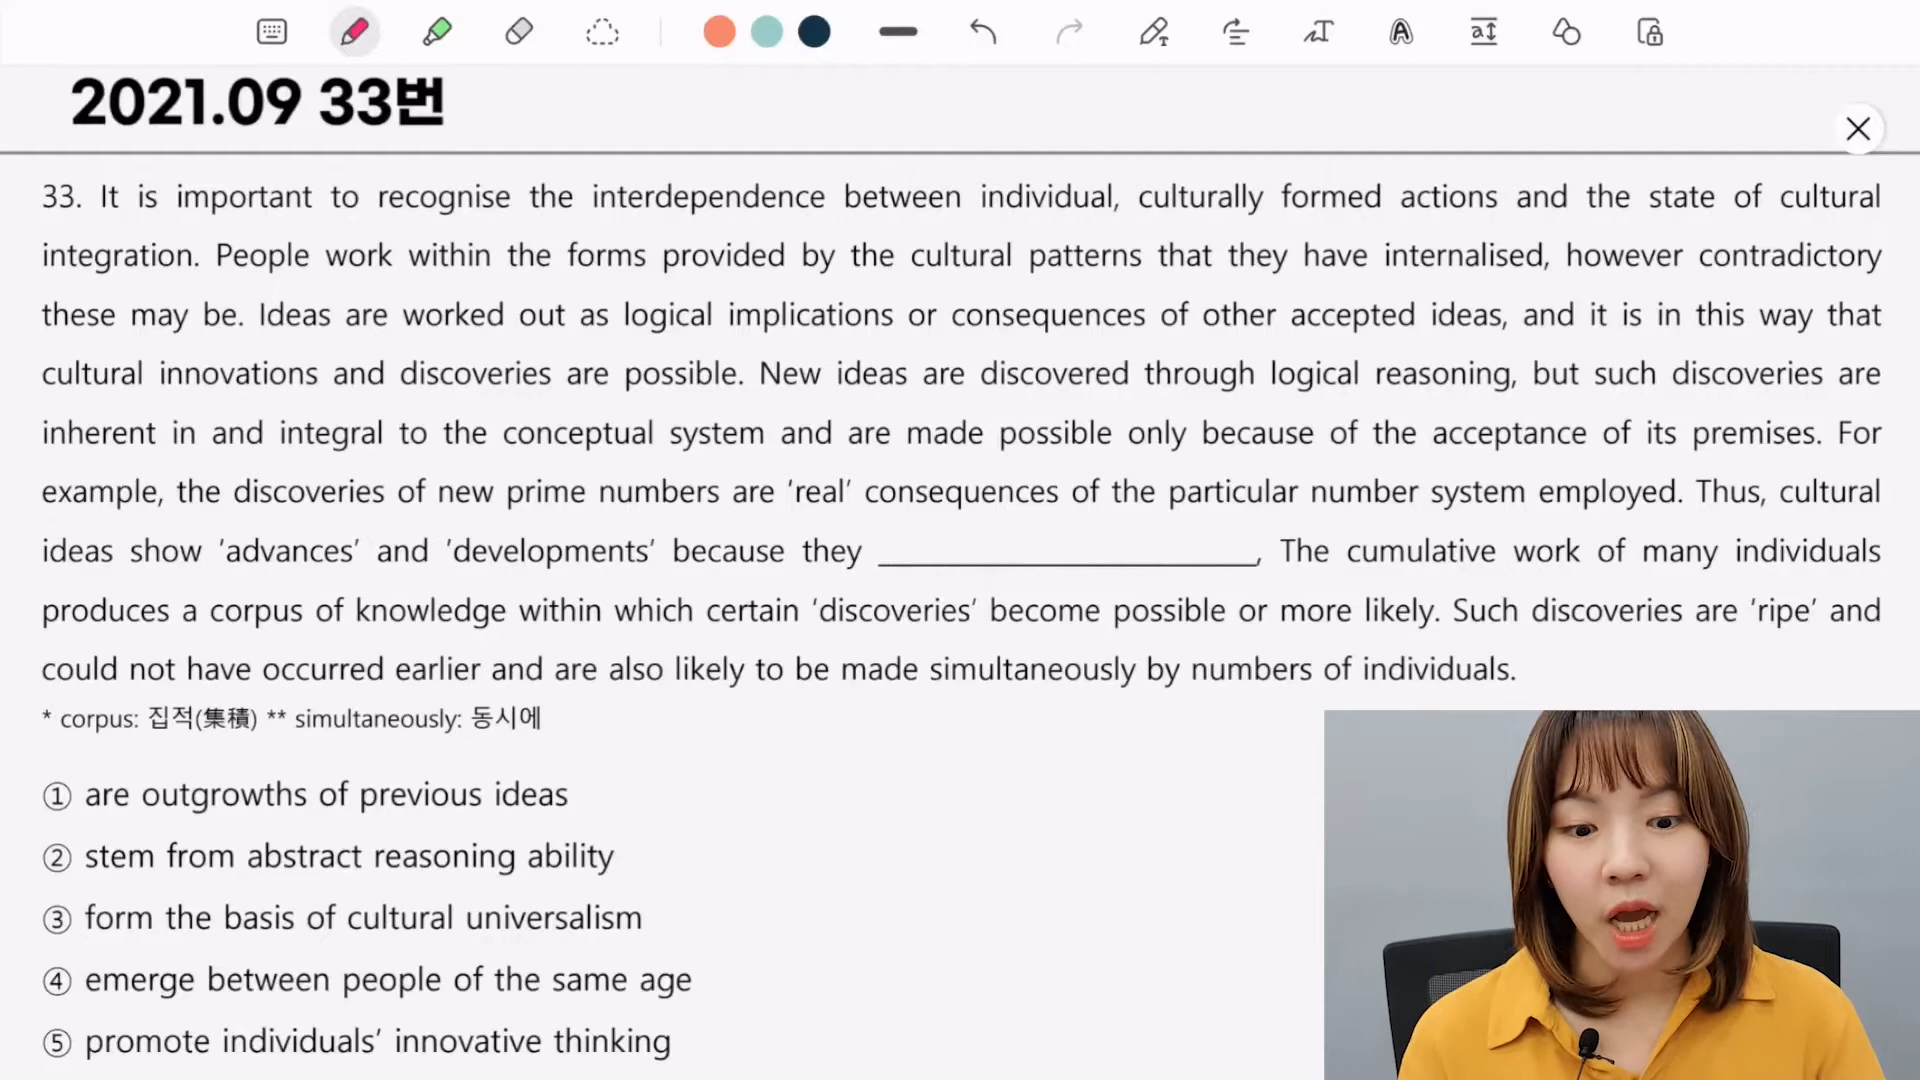 2021.09 33번
33. It is important to recognise the interdependence between individual, culturally formed actions and the state of cultural
integration. People work within the forms provided by the cultural patterns that they have internalised, however contradictory
these may be. Ideas are worked out as logical implications or consequences of other accepted ideas, and it is in this way that
cultural innovations and discoveries are possible. New ideas are discovered through logical reasoning, but such discoveries are
inherent in and integral to the conceptual system and are made possible only because of the acceptance of its premises. For
example, the discoveries of new prime numbers are ‘real’ consequences of the particular number system employed. Thus, cultural
ideas show ‘advances’ and ‘developments’ because they ______________________, The cumulative work of many individuals
produces a corpus of knowledge within which certain ‘discoveries’ become possible or more likely. Such discoveries are ‘ripe’ and
could not have occurred earlier and are also likely to be made simultaneously by numbers of individuals.
* corpus: 집적(集積) ** simultaneously: 동시에
① are outgrowths of previous ideas
② stem from abstract reasoning ability
③ form the basis of cultural universalism
④ emerge between people of the same age
⑤ promote individuals’ innovative thinking